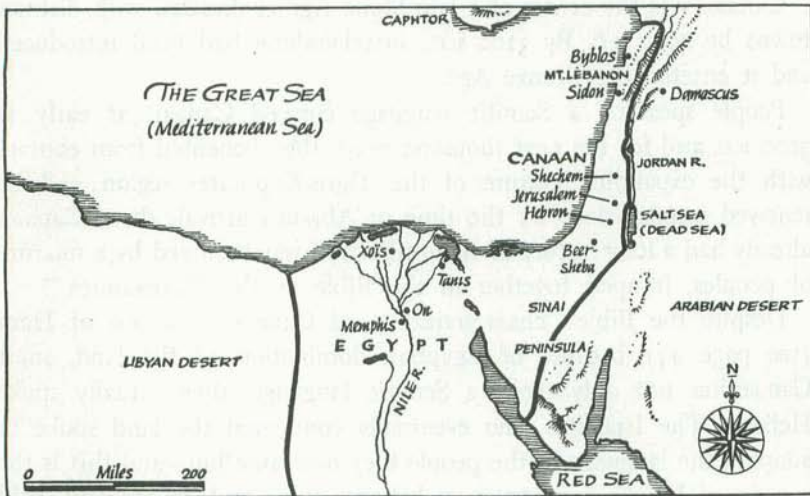 CAPHTOR
THE GREAT SEA
(Mediterranean Sea)
Byblos
MT. LEBANON
Sidon
Damascus
CANAAN
JORDAN R.
Shechem
Jerusalem
Hebron
SALT SEA
(DEAD SEA)
Beer-
Sheba
Xois
Tanis
On
Memphis
EGYPT
NILE R.
SINAI
PENINSULA
ARABIAN DESERT
LIBYAN DESERT
N
RED SEA
0 Miles 200